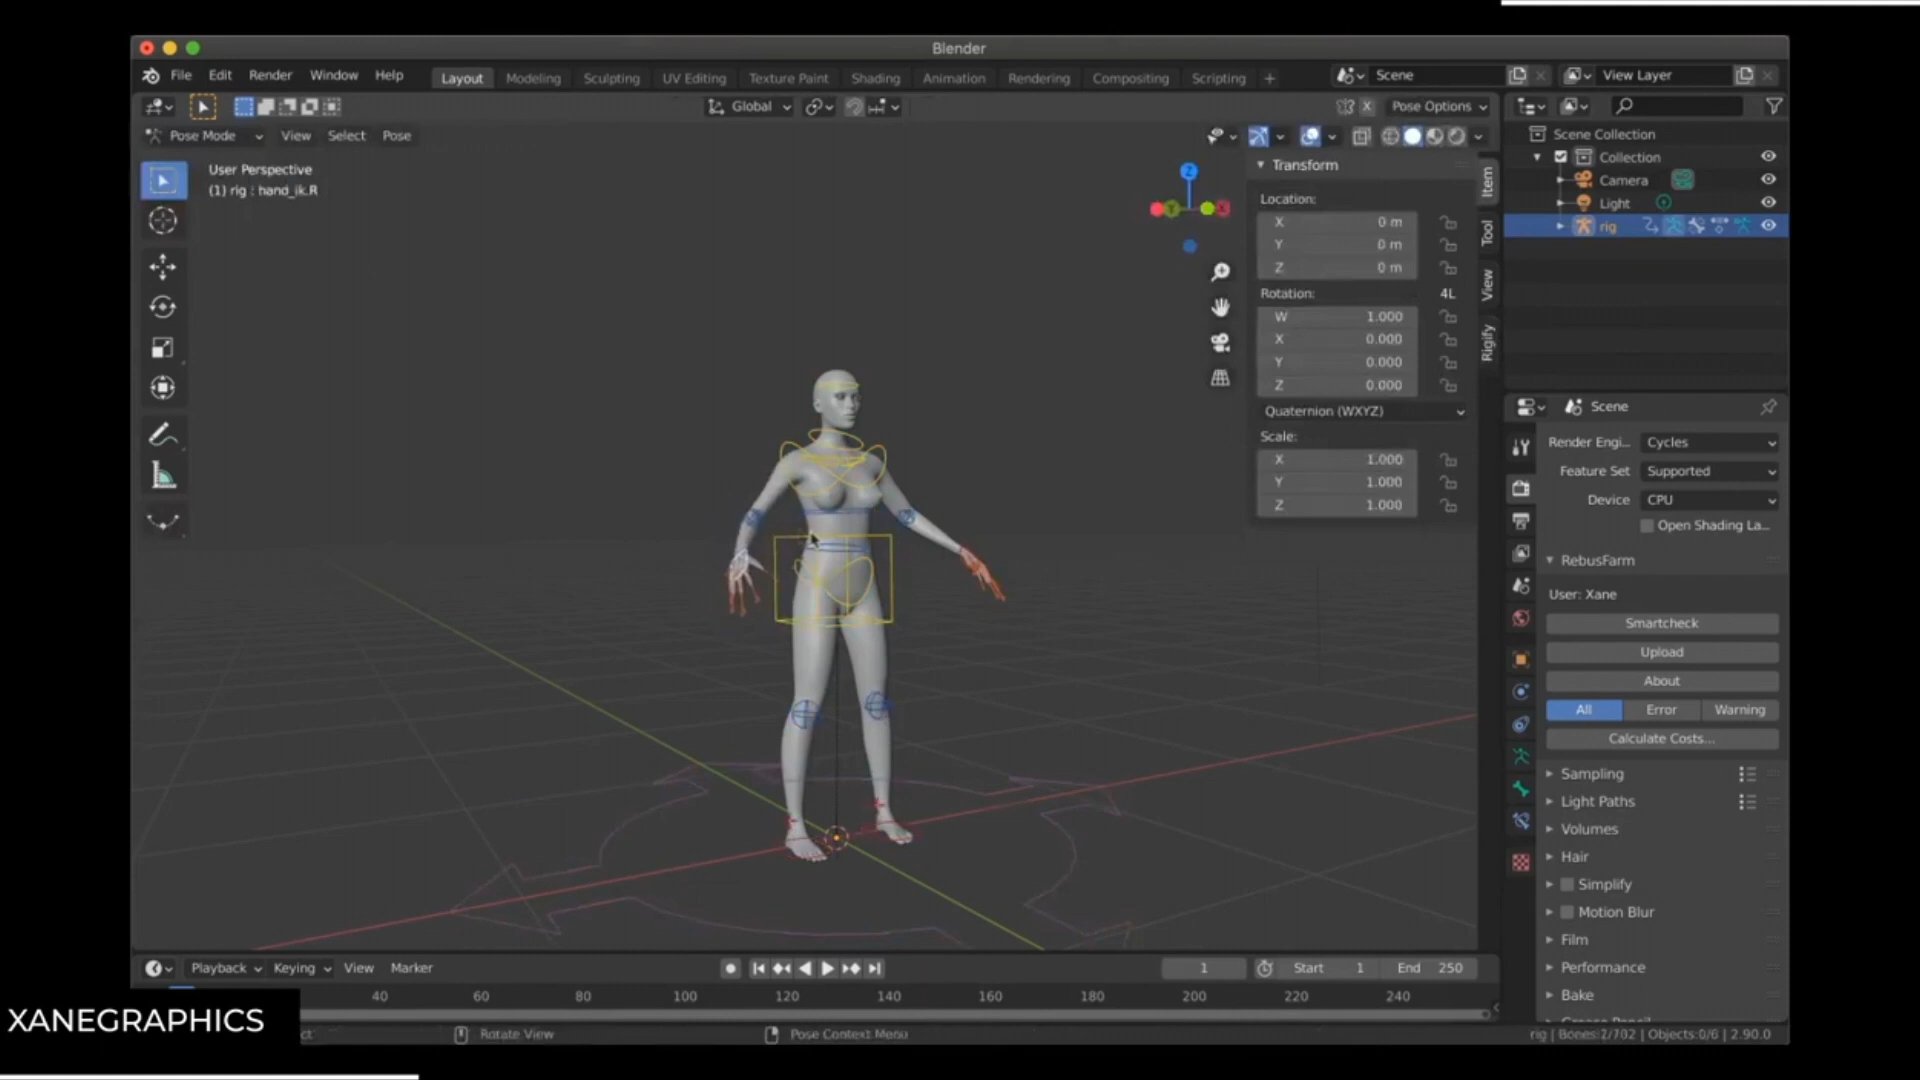 Blender
File Edit Render Window Help Layout Modeling Sculpting UV Editing Texture Paint Shading Animation Rendering Compositing Scripting + Scene View Layer
Global X Pose Options
Pose Mode View Select Pose
User Perspective
(1) rig : hand_ik.R
Z
Y
X
Transform
Location:
X 0 m
Y 0 m
Z 0 m
Rotation: 4L
W 1.000
X 0.000
Y 0.000
Z 0.000
Quaternion (WXYZ)
Scale:
X 1.000
Y 1.000
Z 1.000
Item
Tool
View
Rigify
Scene Collection
Collection
Camera
Light
rig
Scene
Render Engi... Cycles
Feature Set Supported
Device CPU
Open Shading La...
RebusFarm
User: Xane
Smartcheck
Upload
About
All Error Warning
Calculate Costs...
Sampling
Light Paths
Volumes
Hair
Simplify
Motion Blur
Film
Performance
Bake
Playback Keying View Marker 1 Start 1 End 250
40 60 80 100 120 140 160 180 200 220 240
XANEGRAPHICS
Rotate View Pose Context Menu
Objects:0/6 | 2.90.0